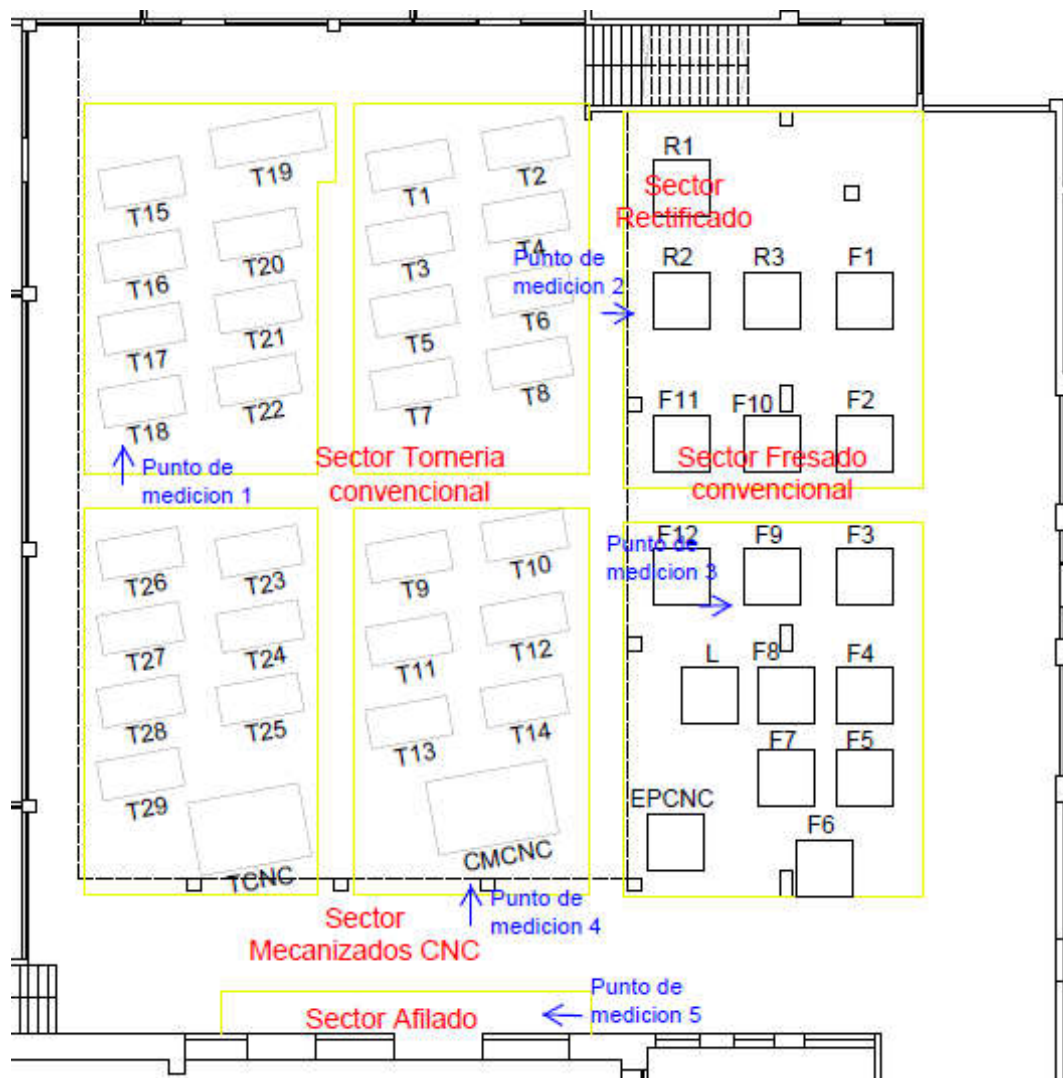 T19
T15
T20
T16
T21
T17
T22
T18
T1
T2
T3
T4
T5
T6
T7
T8
R1
Sector
Rectificado
R2
R3
F1
Punto de
medicion 2
F11
F10
F2
Sector Torneria
convencional
Sector Fresado
convencional
Punto de
medicion 1
T26
T23
T27
T24
T28
T25
T29
TCNC
T9
T10
T11
T12
T13
T14
CMCNC
F12
F9
F3
Punto de
medicion 3
L
F8
F4
F7
F5
EPCNC
F6
Sector
Mecanizados CNC
Punto de
medicion 4
Sector Afilado
Punto de
medicion 5